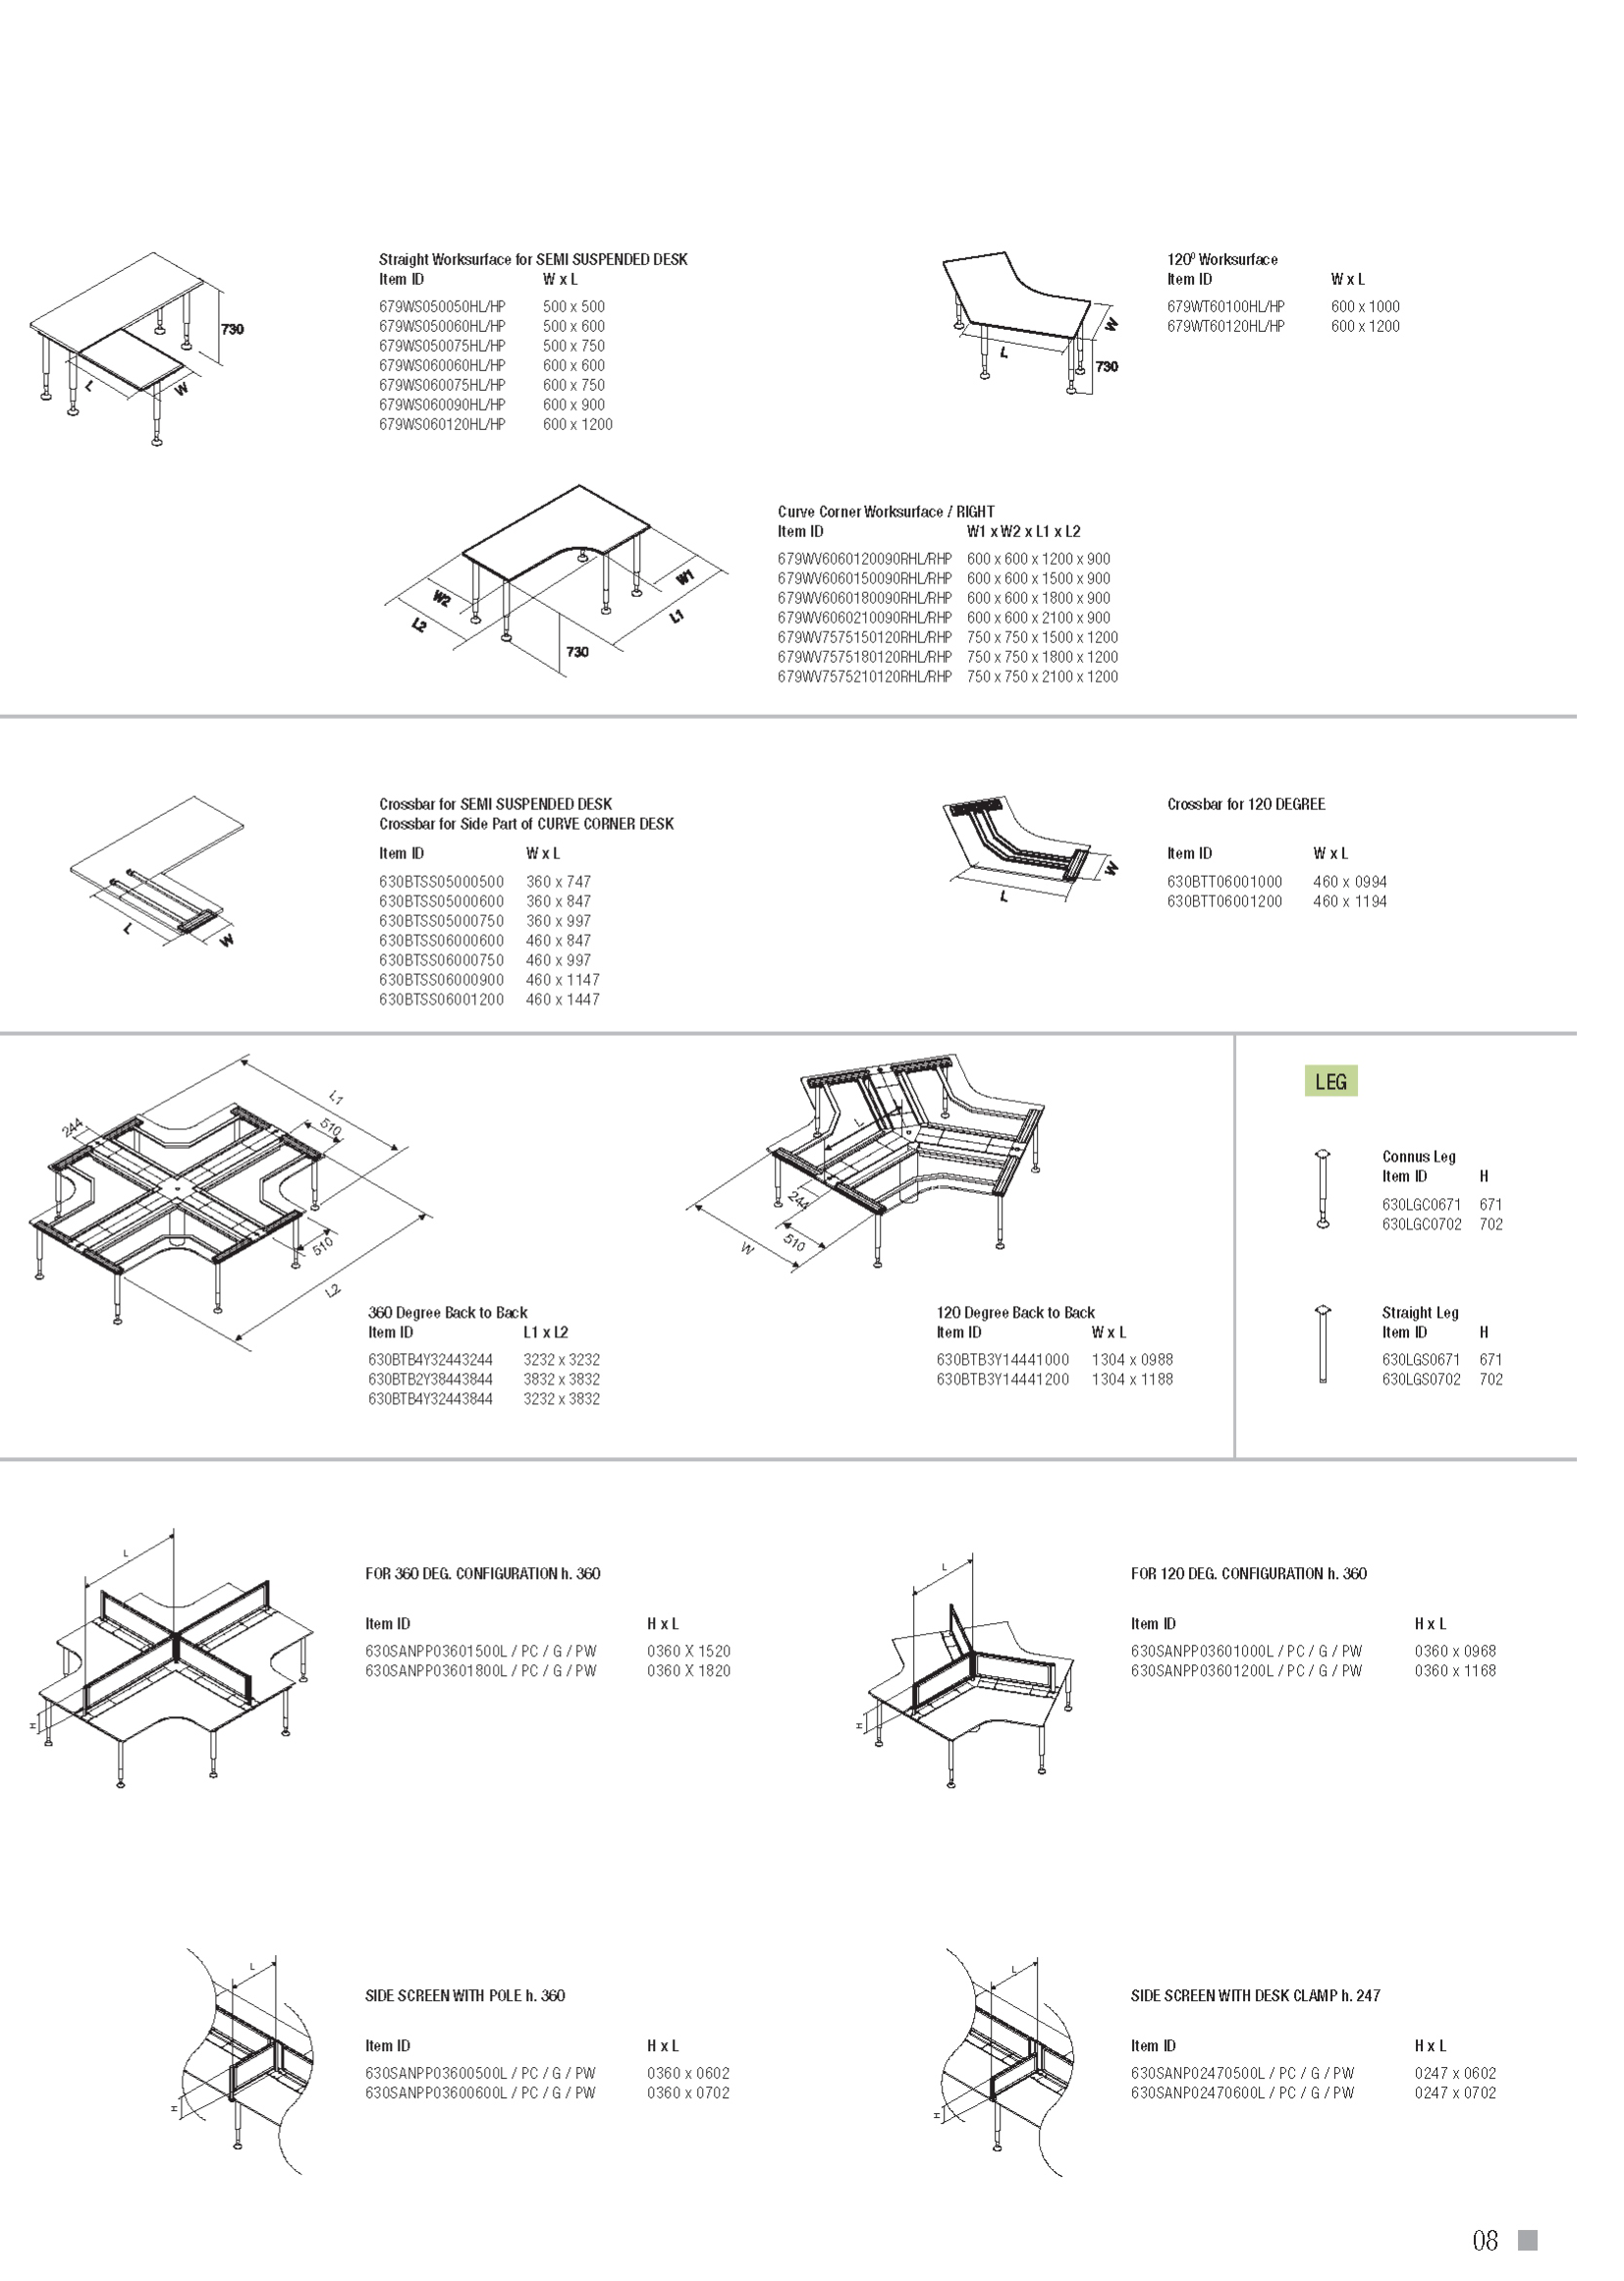 730
L
W
Straight Worksurface for SEMI SUSPENDED DESK
Item ID W x L
679WS050050HL/HP 500 x 500
679WS050060HL/HP 500 x 600
679WS050075HL/HP 500 x 750
679WS060060HL/HP 600 x 600
679WS060075HL/HP 600 x 750
679WS060090HL/HP 600 x 900
679WS060120HL/HP 600 x 1200
W
L
730
120⁰ Worksurface
Item ID W x L
679WT60100HL/HP 600 x 1000
679WT60120HL/HP 600 x 1200
W2
L2
W1
L1
730
Curve Corner Worksurface / RIGHT
Item ID W1 x W2 x L1 x L2
679WV6060120090RHL/RHP 600 x 600 x 1200 x 900
679WV6060150090RHL/RHP 600 x 600 x 1500 x 900
679WV6060180090RHL/RHP 600 x 600 x 1800 x 900
679WV6060210090RHL/RHP 600 x 600 x 2100 x 900
679WV7575150120RHL/RHP 750 x 750 x 1500 x 1200
679WV7575180120RHL/RHP 750 x 750 x 1800 x 1200
679WV7575210120RHL/RHP 750 x 750 x 2100 x 1200
L
W
Crossbar for SEMI SUSPENDED DESK
Crossbar for Side Part of CURVE CORNER DESK
Item ID W x L
630BTSS05000500 360 x 747
630BTSS05000600 360 x 847
630BTSS05000750 360 x 997
630BTSS06000600 460 x 847
630BTSS06000750 460 x 997
630BTSS06000900 460 x 1147
630BTSS06001200 460 x 1447
W
L
Crossbar for 120 DEGREE
Item ID W x L
630BTT06001000 460 x 0994
630BTT06001200 460 x 1194
L1
244
510
510
L2
360 Degree Back to Back
Item ID L1 x L2
630BTB4Y32443244 3232 x 3232
630BTB2Y38443844 3832 x 3832
630BTB4Y32443844 3232 x 3832
L
244
510
W
120 Degree Back to Back
Item ID W x L
630BTB3Y14441000 1304 x 0988
630BTB3Y14441200 1304 x 1188
LEG
Connus Leg
Item ID H
630LGC0671 671
630LGC0702 702
Straight Leg
Item ID H
630LGS0671 671
630LGS0702 702
L
H
FOR 360 DEG. CONFIGURATION h. 360
Item ID H x L
630SANPP03601500L / PC / G / PW 0360 X 1520
630SANPP03601800L / PC / G / PW 0360 X 1820
L
H
FOR 120 DEG. CONFIGURATION h. 360
Item ID H x L
630SANPP03601000L / PC / G / PW 0360 x 0968
630SANPP03601200L / PC / G / PW 0360 x 1168
L
H
SIDE SCREEN WITH POLE h. 360
Item ID H x L
630SANPP03600500L / PC / G / PW 0360 x 0602
630SANPP03600600L / PC / G / PW 0360 x 0702
L
H
SIDE SCREEN WITH DESK CLAMP h. 247
Item ID H x L
630SANP02470500L / PC / G / PW 0247 x 0602
630SANP02470600L / PC / G / PW 0247 x 0702
08